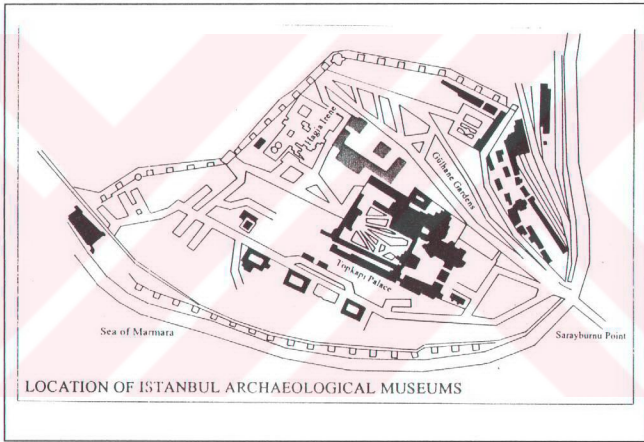 Hagia Irene
Gülhane Gardens
Topkapı Palace
Sea of Marmara
Sarayburnu Point
LOCATION OF ISTANBUL ARCHAEOLOGICAL MUSEUMS